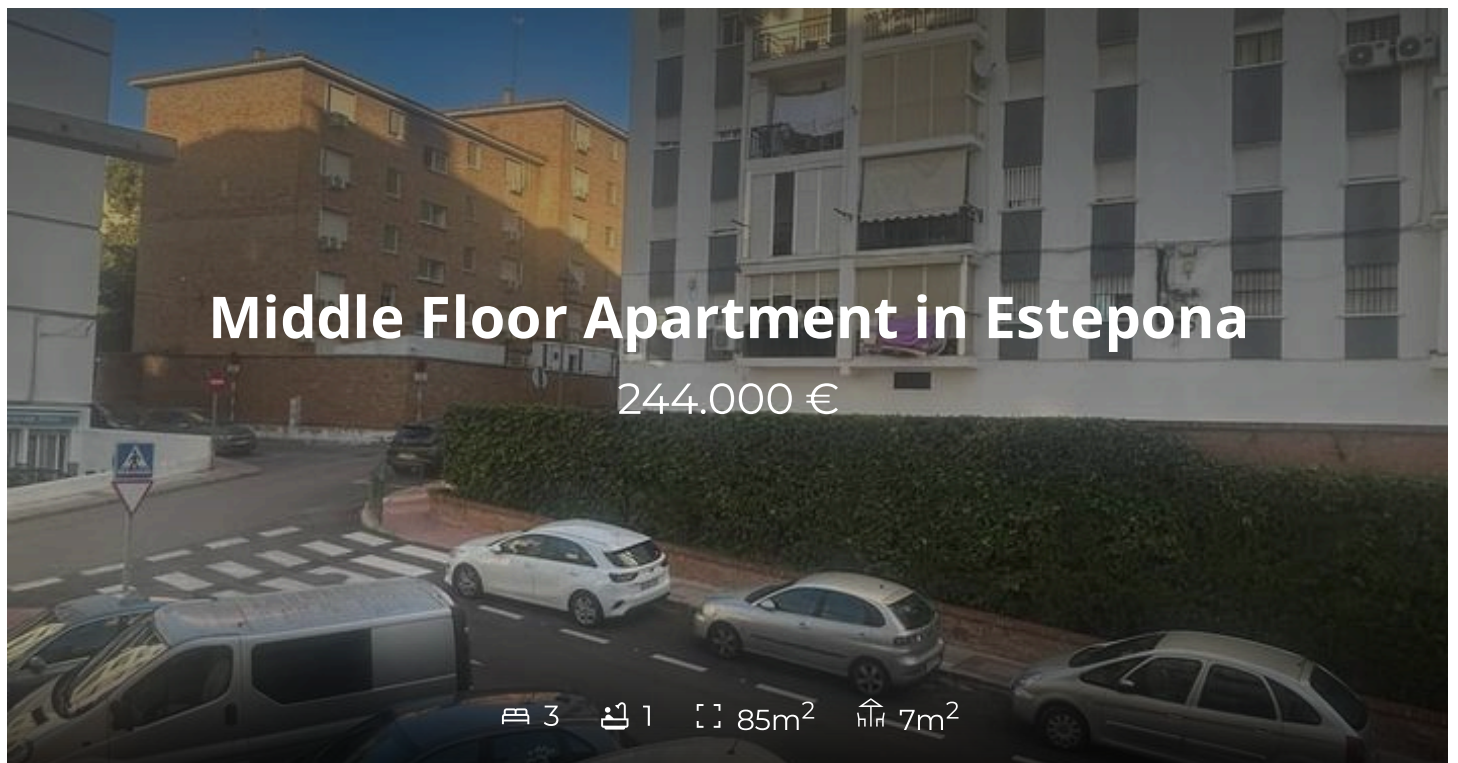 Middle Floor Apartment in Estepona
244.000 €
3 1 85m² 7m²